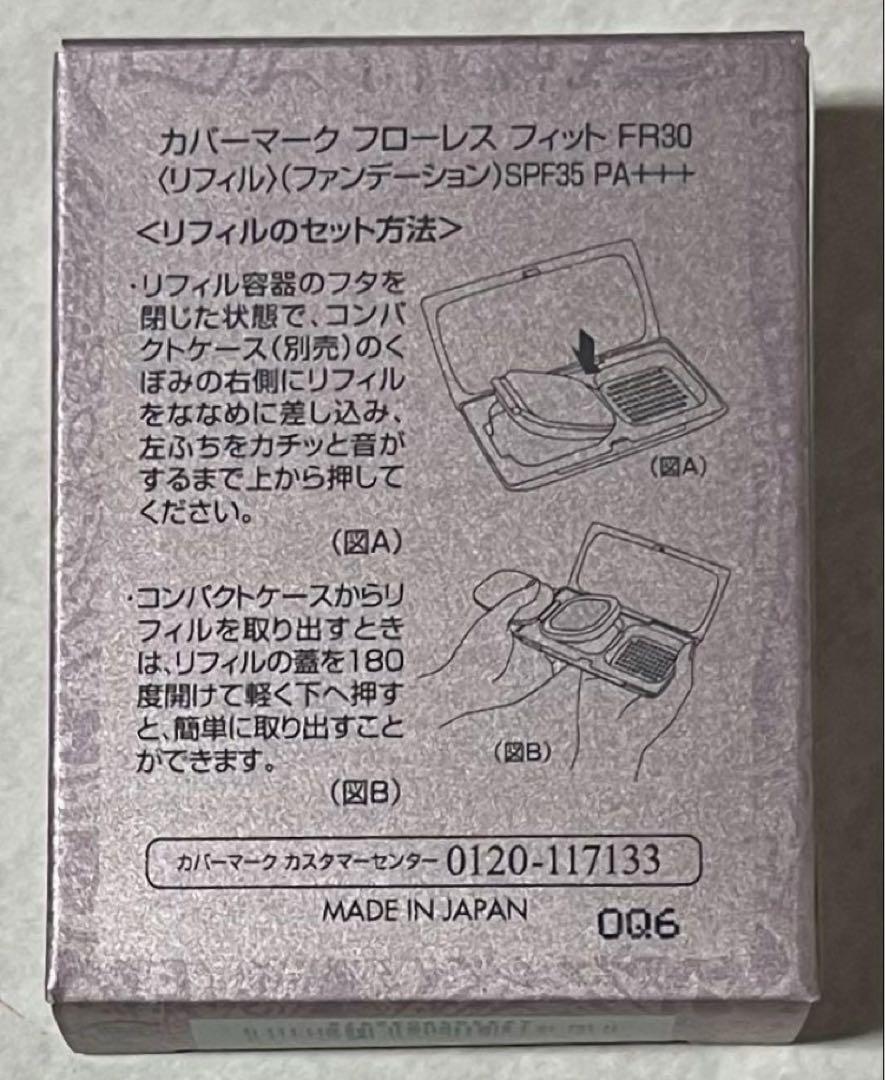 カバーマーク フローレス フィット FR30
〈リフィル〉(ファンデーション)SPF35 PA+++
<リフィルのセット方法>
・リフィル容器のフタを
閉じた状態で、コンパ
クトケース(別売)のく
ぼみの右側にリフィル
をななめに差し込み、
左ふちをカチッと音が
するまで上から押して
ください。
(図A)
(図A)
・コンパクトケースからリ
フィルを取り出すとき
は、リフィルの蓋を180
度開けて軽く下へ押す
と、簡単に取り出すこと
ができます。
(図B)
(図B)
カバーマーク カスタマーセンター 0120-117133
MADE IN JAPAN
0Q6